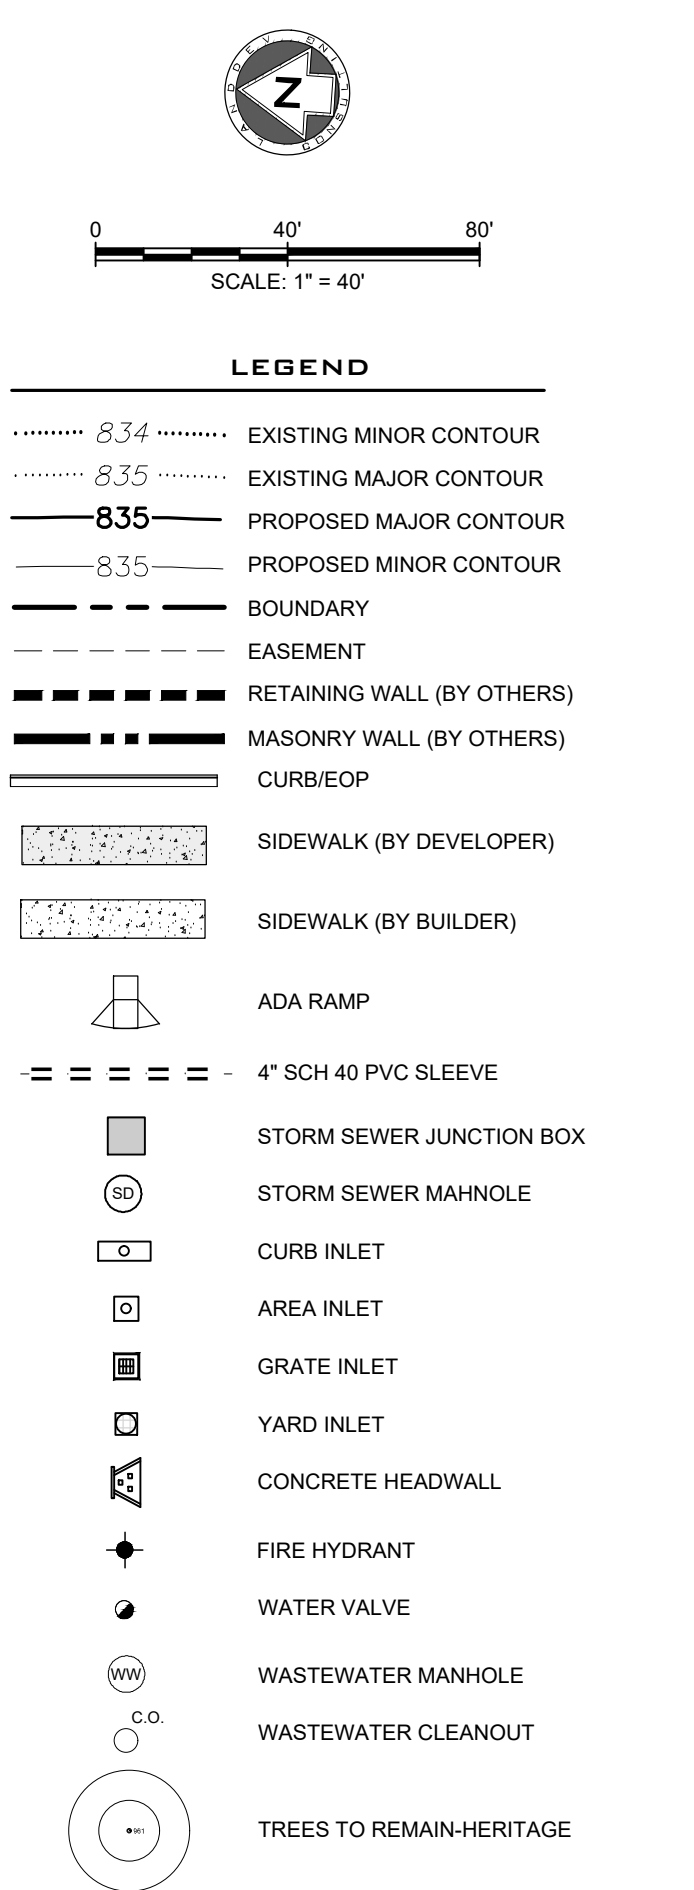 LANDDEV CONSULTING
Z
0 40' 80'
SCALE: 1" = 40'
LEGEND
834 EXISTING MINOR CONTOUR
835 EXISTING MAJOR CONTOUR
835 PROPOSED MAJOR CONTOUR
835 PROPOSED MINOR CONTOUR
BOUNDARY
EASEMENT
RETAINING WALL (BY OTHERS)
MASONRY WALL (BY OTHERS)
CURB/EOP
SIDEWALK (BY DEVELOPER)
SIDEWALK (BY BUILDER)
ADA RAMP
4" SCH 40 PVC SLEEVE
STORM SEWER JUNCTION BOX
SD STORM SEWER MAHNOLE
CURB INLET
AREA INLET
GRATE INLET
YARD INLET
CONCRETE HEADWALL
FIRE HYDRANT
WATER VALVE
WW WASTEWATER MANHOLE
C.O. WASTEWATER CLEANOUT
961 TREES TO REMAIN-HERITAGE